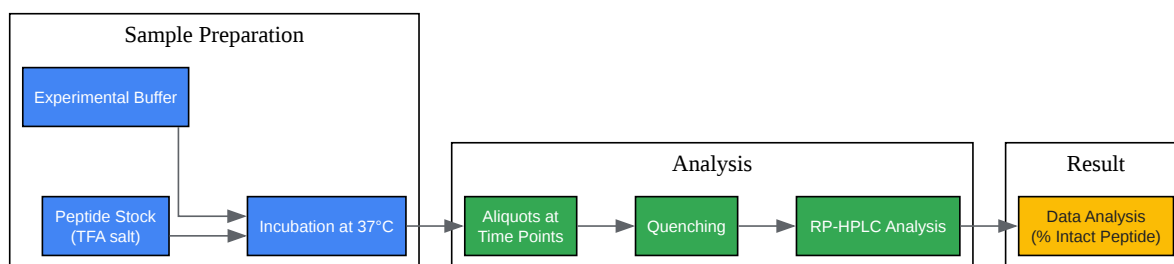 Sample Preparation
Experimental Buffer
Peptide Stock
(TFA salt)
Incubation at 37°C
Analysis
Aliquots at
Time Points
Quenching
RP-HPLC Analysis
Result
Data Analysis
(% Intact Peptide)